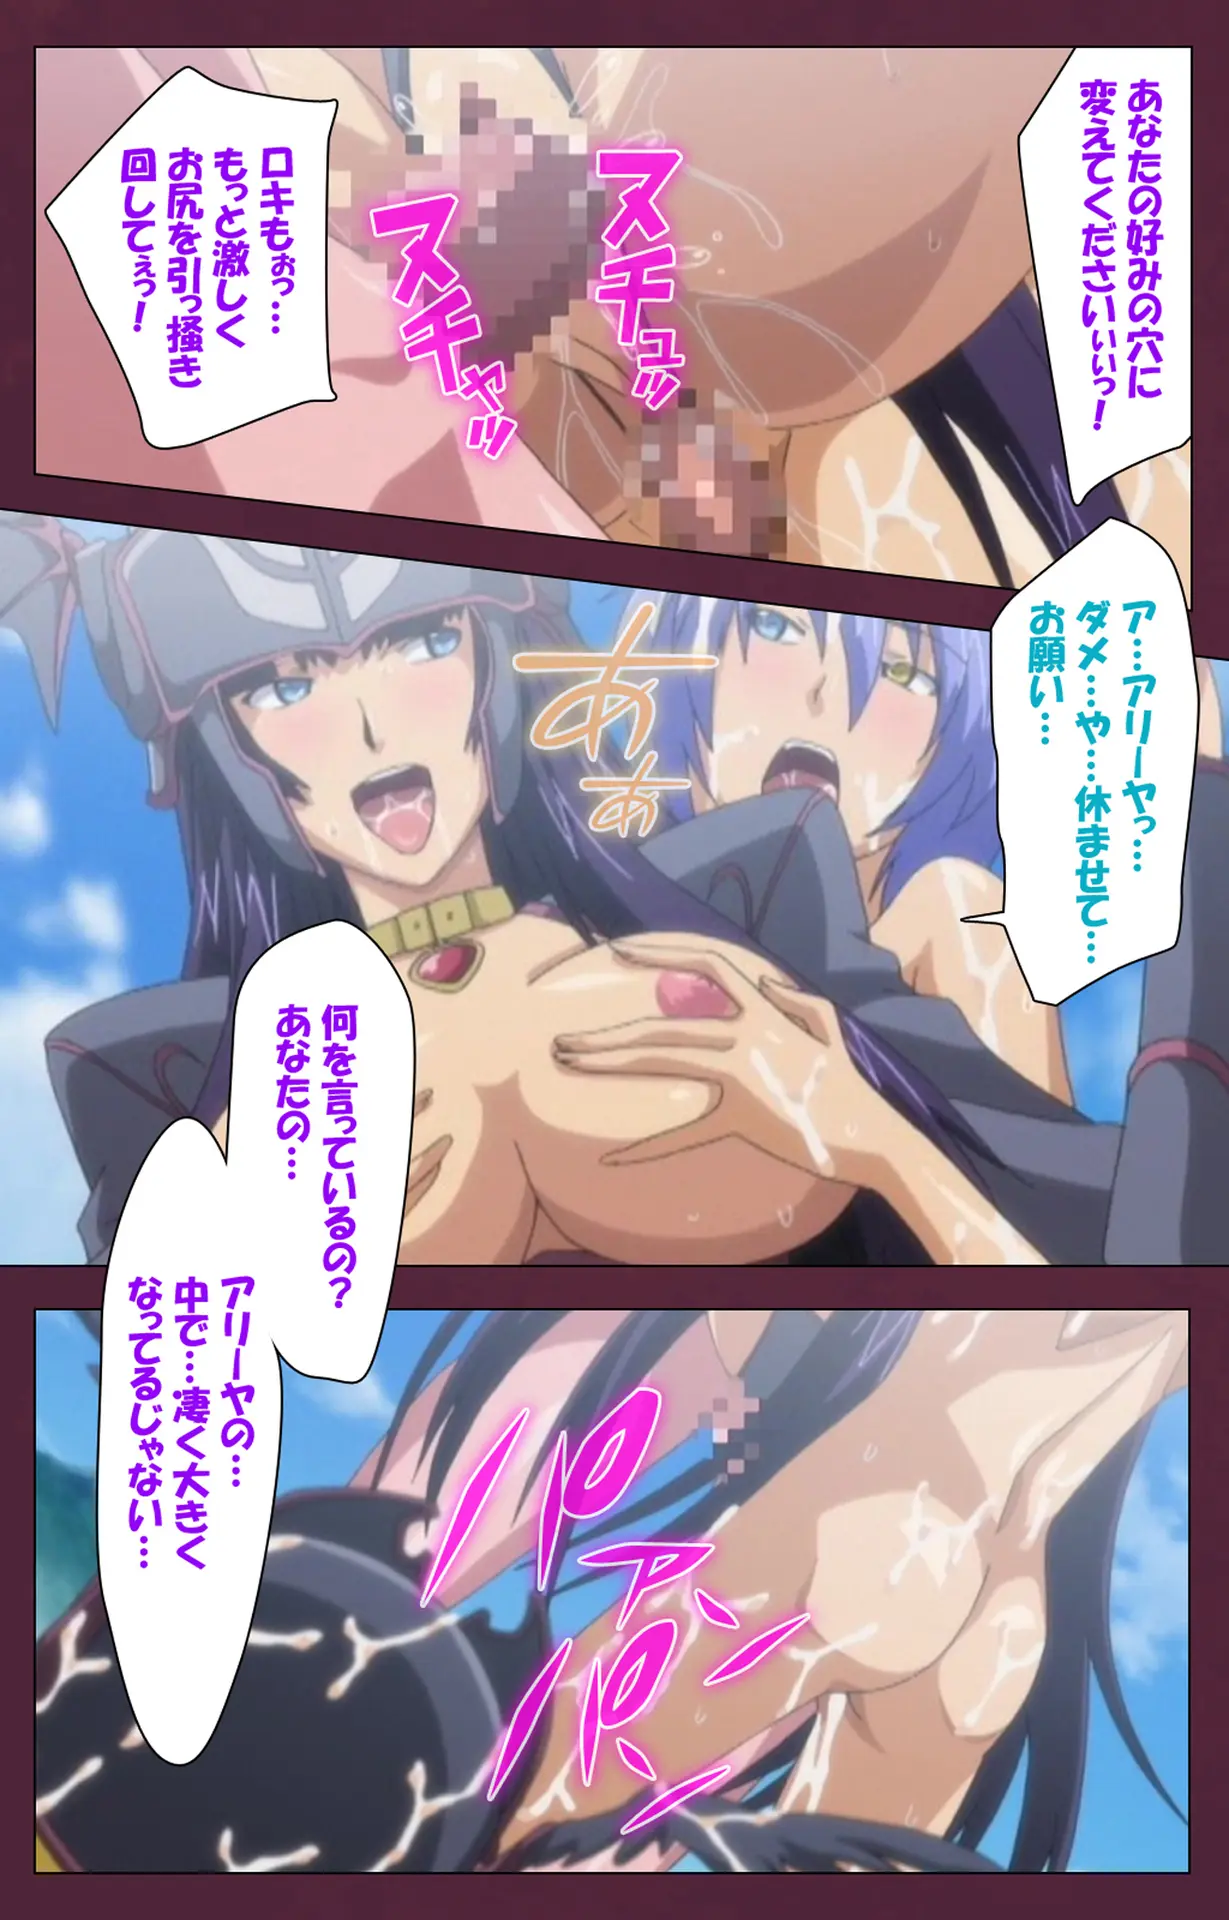 あなたの好みの穴に
変えてくださいぃぃっ！
ロキもぉっ…
もっと激しく
お尻を引っ掻き
回してぇっ！
ヌチュッ
ヌチャッ
ア…アリーヤっ…
ダメ…や…休ませて…
お願い…
あ
あ
何を言っているの？
あなたの…
アリーヤの…
中で…凄く大きく
なってるじゃない…
パン
パン